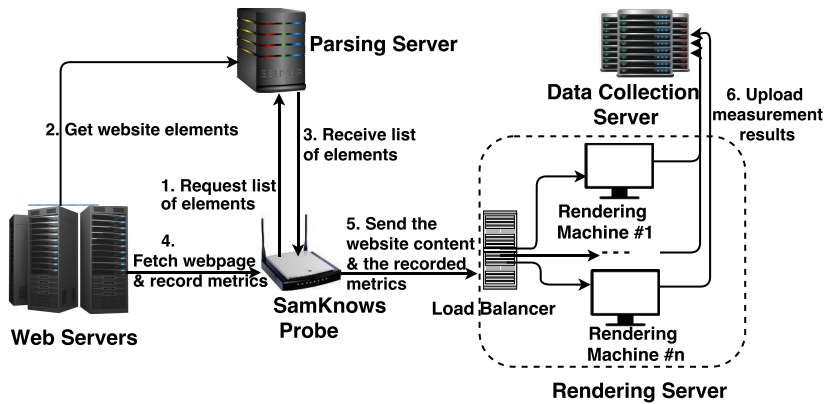 Parsing Server
Data Collection
Server
6. Upload
measurement
results
2. Get website elements
3. Receive list
of elements
1. Request list
of elements
4.
Fetch webpage
& record metrics
5. Send the
website content
& the recorded
metrics
Rendering
Machine #1
Load Balancer
SamKnows
Probe
Web Servers
Rendering
Machine #n
Rendering Server